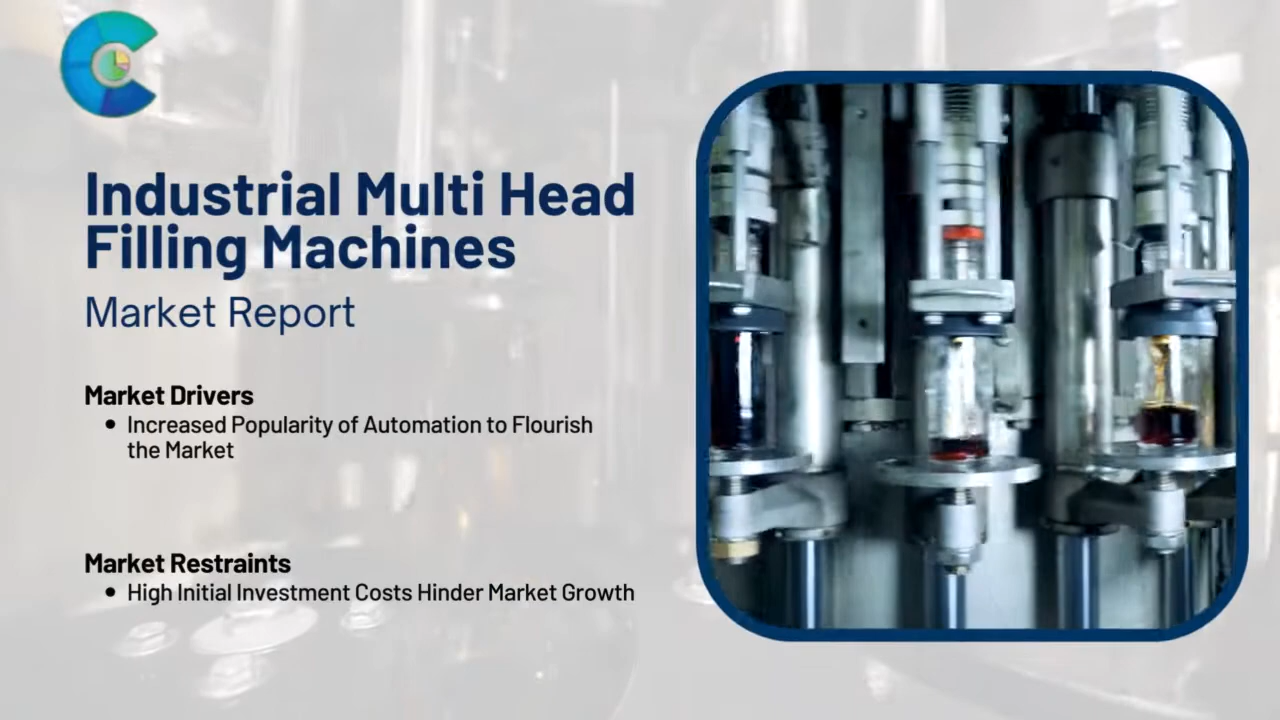 Industrial Multi Head
Filling Machines
Market Report
Market Drivers
• Increased Popularity of Automation to Flourish
the Market
Market Restraints
• High Initial Investment Costs Hinder Market Growth